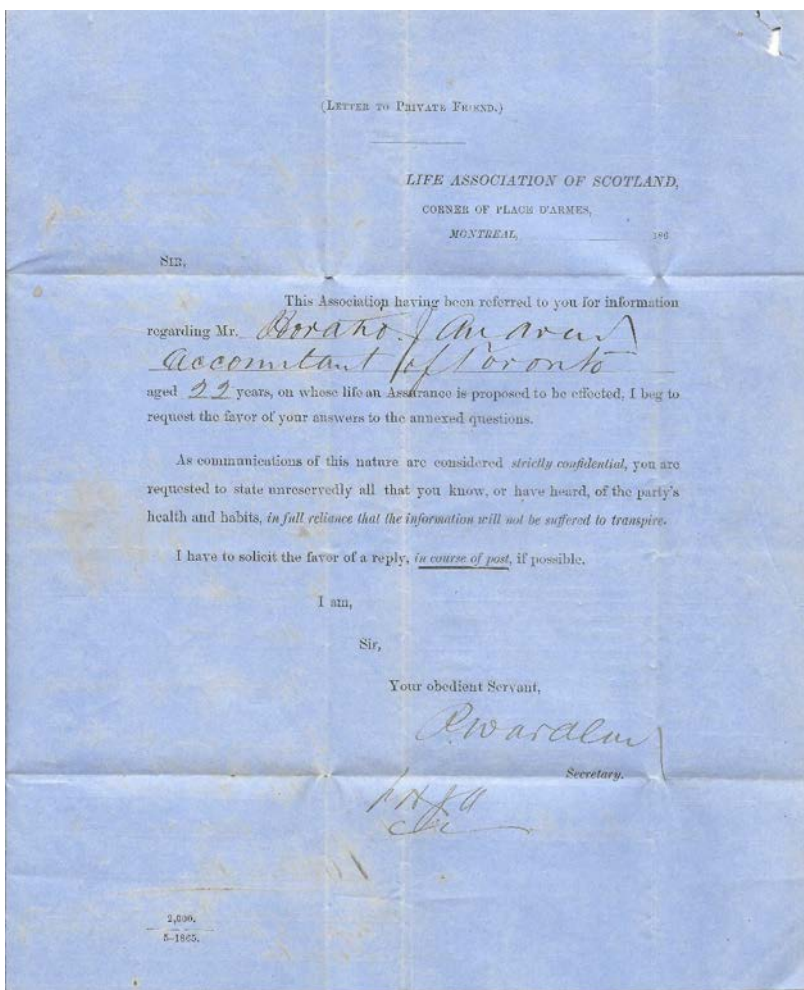 (LETTER TO PRIVATE FRIEND.)
LIFE ASSOCIATION OF SCOTLAND,
CORNER OF PLACE D'ARMES,
MONTREAL, 186
SIR,
This Association having been referred to you for information
regarding Mr. Horatio J
Accountant of Toronto
aged 22 years, on whose life an Assurance is proposed to be effected, I beg to
request the favor of your answers to the annexed questions.
As communications of this nature are considered strictly confidential, you are
requested to state unreservedly all that you know, or have heard, of the party's
health and habits, in full reliance that the information will not be suffered to transpire.
I have to solicit the favor of a reply, in course of post, if possible.
I am,
Sir,
Your obedient Servant,
P Wardlaw
Secretary.
2,000.
5-1865.